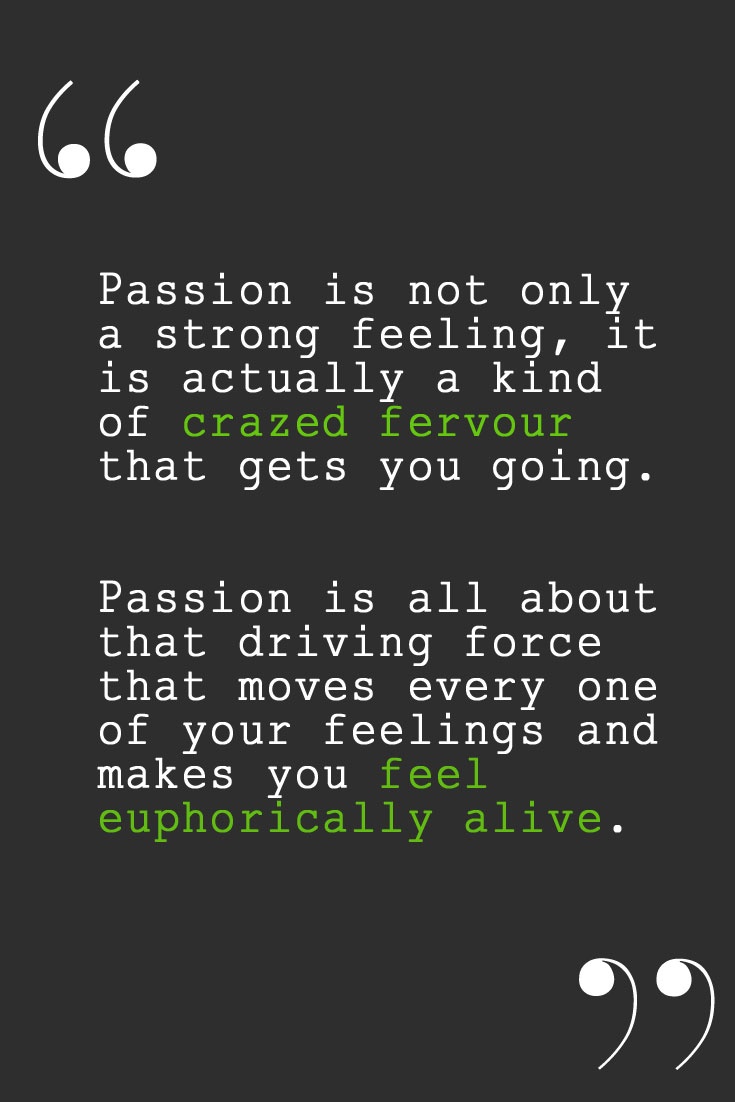 “
Passion is not only
a strong feeling, it
is actually a kind
of crazed fervour
that gets you going.
Passion is all about
that driving force
that moves every one
of your feelings and
makes you feel
euphorically alive.
”